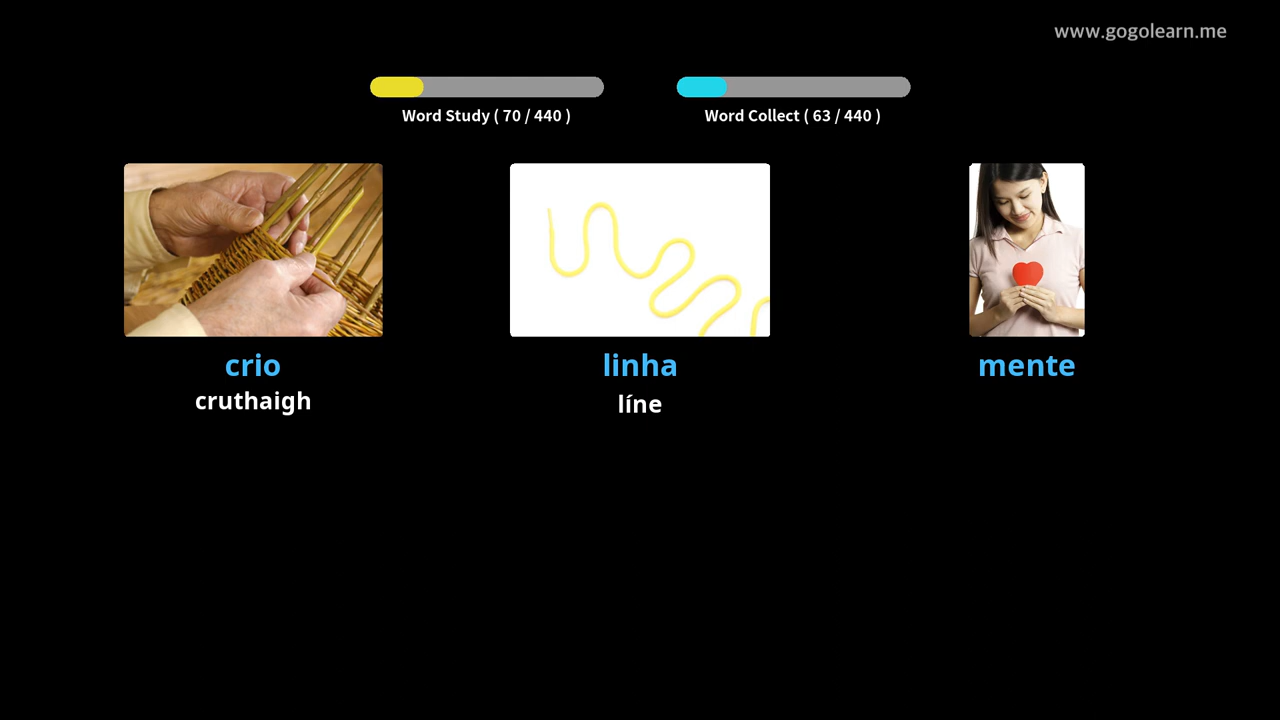 www.gogolearn.me
Word Study ( 70 / 440 )
Word Collect ( 63 / 440 )
crio
cruthaigh
linha
líne
mente